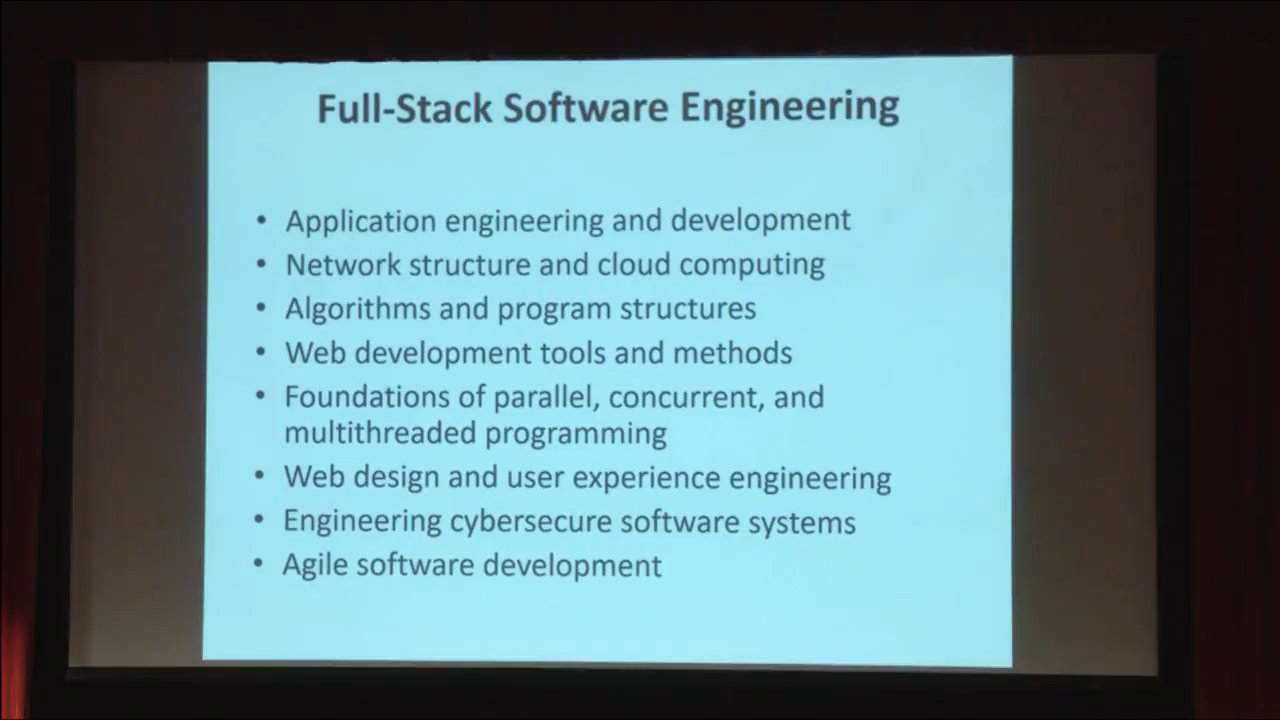 Full-Stack Software Engineering
• Application engineering and development
• Network structure and cloud computing
• Algorithms and program structures
• Web development tools and methods
• Foundations of parallel, concurrent, and
multithreaded programming
• Web design and user experience engineering
• Engineering cybersecure software systems
• Agile software development